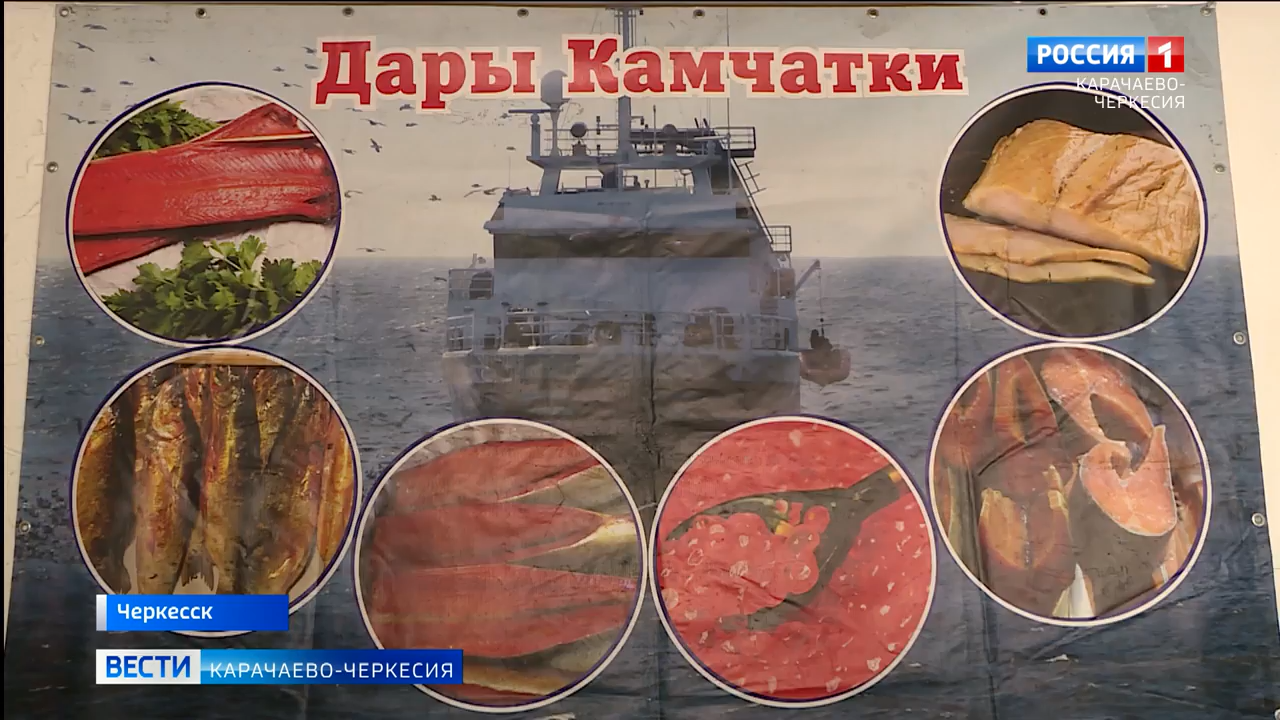 Дары Камчатки
РОССИЯ 1
КАРАЧАЕВО-
ЧЕРКЕСИЯ
Черкесск
ВЕСТИ КАРАЧАЕВО-ЧЕРКЕСИЯ